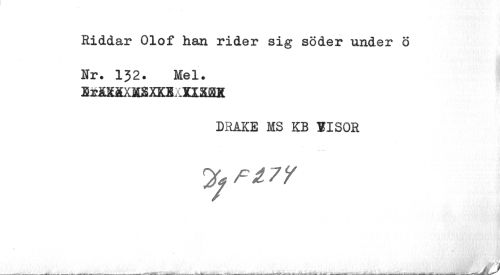 Riddar Olof han rider sig söder under ö
Nr. 132. Mel.
DRAKE MS KB VISOR
Dg F 274